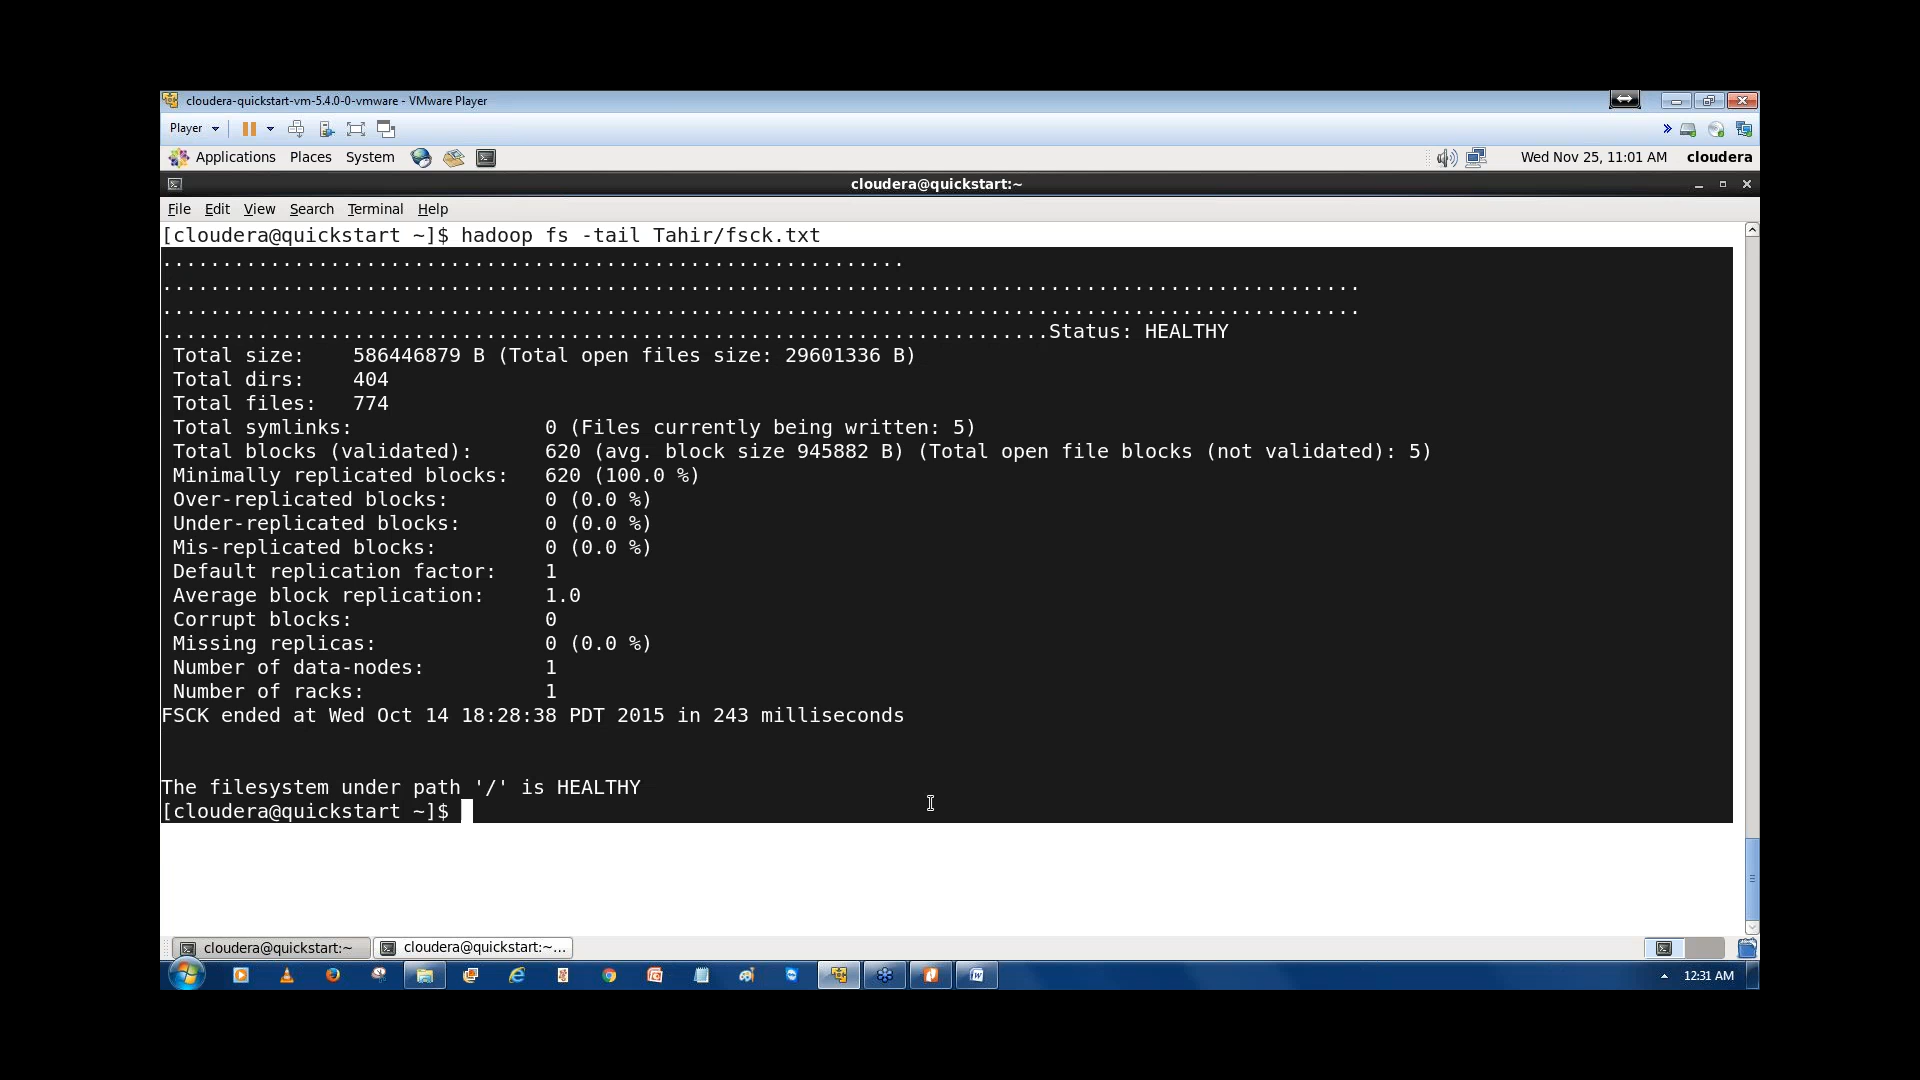 cloudera-quickstart-vm-5.4.0-0-vmware - VMware Player
Player
Applications Places System Wed Nov 25, 11:01 AM cloudera
cloudera@quickstart:~
File Edit View Search Terminal Help
[cloudera@quickstart ~]$ hadoop fs -tail Tahir/fsck.txt
..............................................................
....................................................................................................
....................................................................................................
..........................................................................Status: HEALTHY
Total size: 586446879 B (Total open files size: 29601336 B)
Total dirs: 404
Total files: 774
Total symlinks: 0 (Files currently being written: 5)
Total blocks (validated): 620 (avg. block size 945882 B) (Total open file blocks (not validated): 5)
Minimally replicated blocks: 620 (100.0 %)
Over-replicated blocks: 0 (0.0 %)
Under-replicated blocks: 0 (0.0 %)
Mis-replicated blocks: 0 (0.0 %)
Default replication factor: 1
Average block replication: 1.0
Corrupt blocks: 0
Missing replicas: 0 (0.0 %)
Number of data-nodes: 1
Number of racks: 1
FSCK ended at Wed Oct 14 18:28:38 PDT 2015 in 243 milliseconds
The filesystem under path '/' is HEALTHY
[cloudera@quickstart ~]$
cloudera@quickstart:~ cloudera@quickstart:~...
12:31 AM